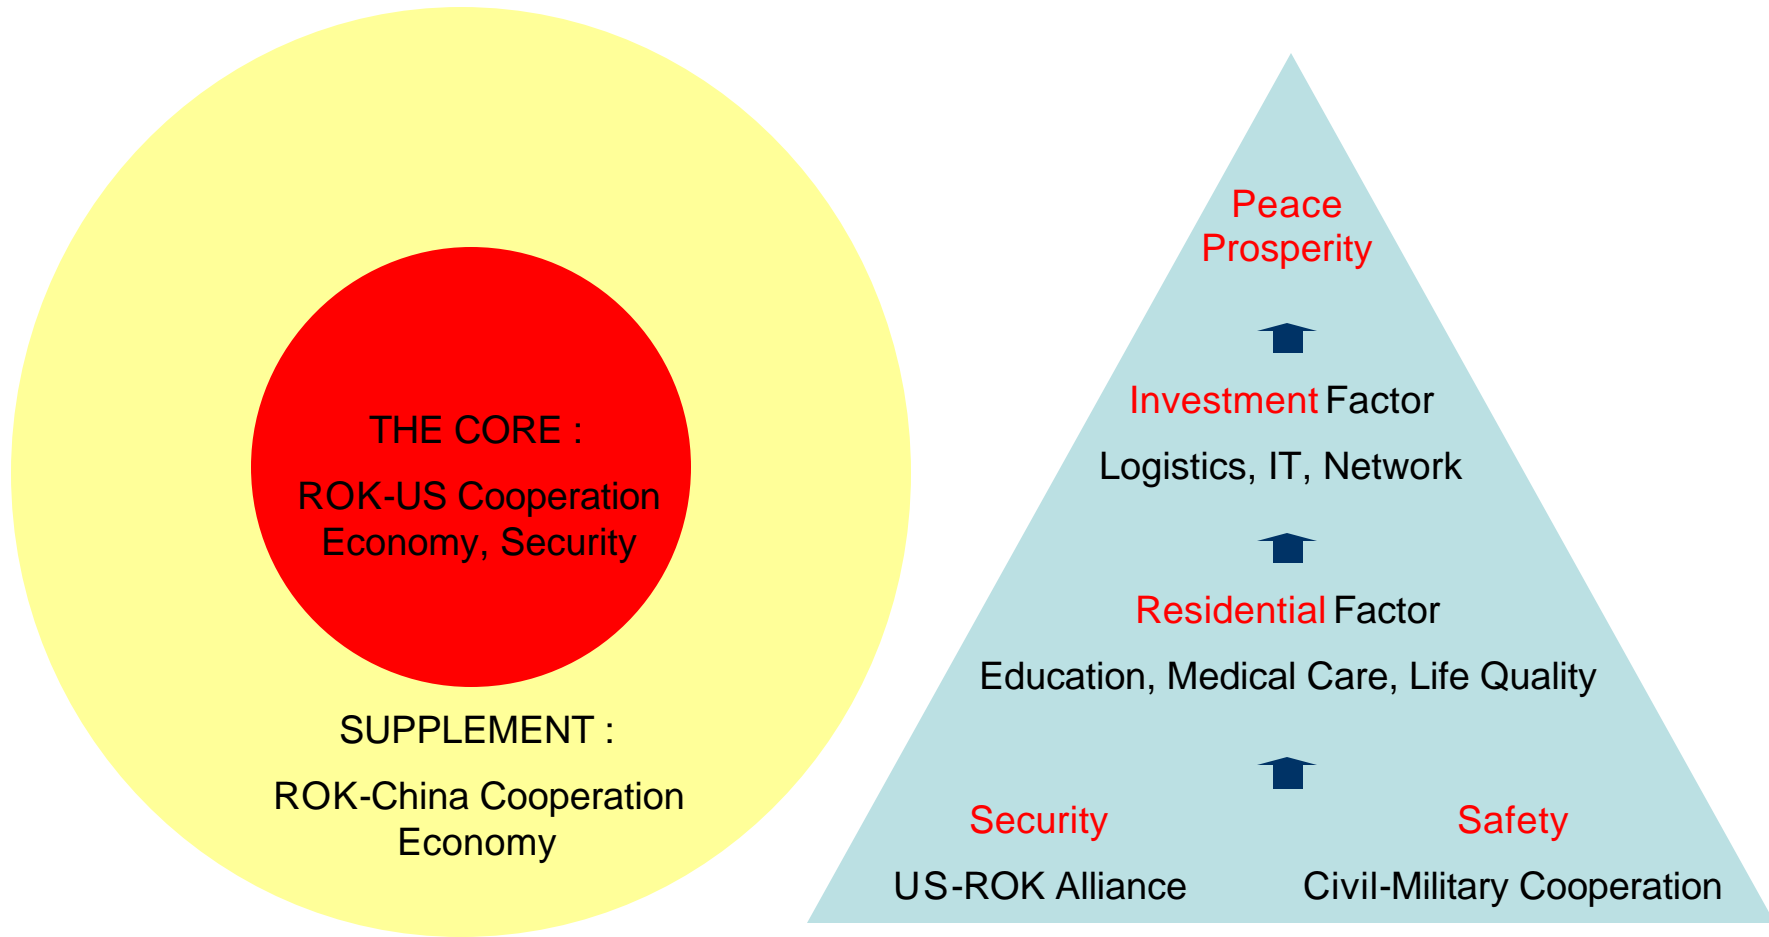 THE CORE :
ROK-US Cooperation
Economy, Security
SUPPLEMENT :
ROK-China Cooperation
Economy
Peace
Prosperity
Investment Factor
Logistics, IT, Network
Residential Factor
Education, Medical Care, Life Quality
Security
US-ROK Alliance
Safety
Civil-Military Cooperation